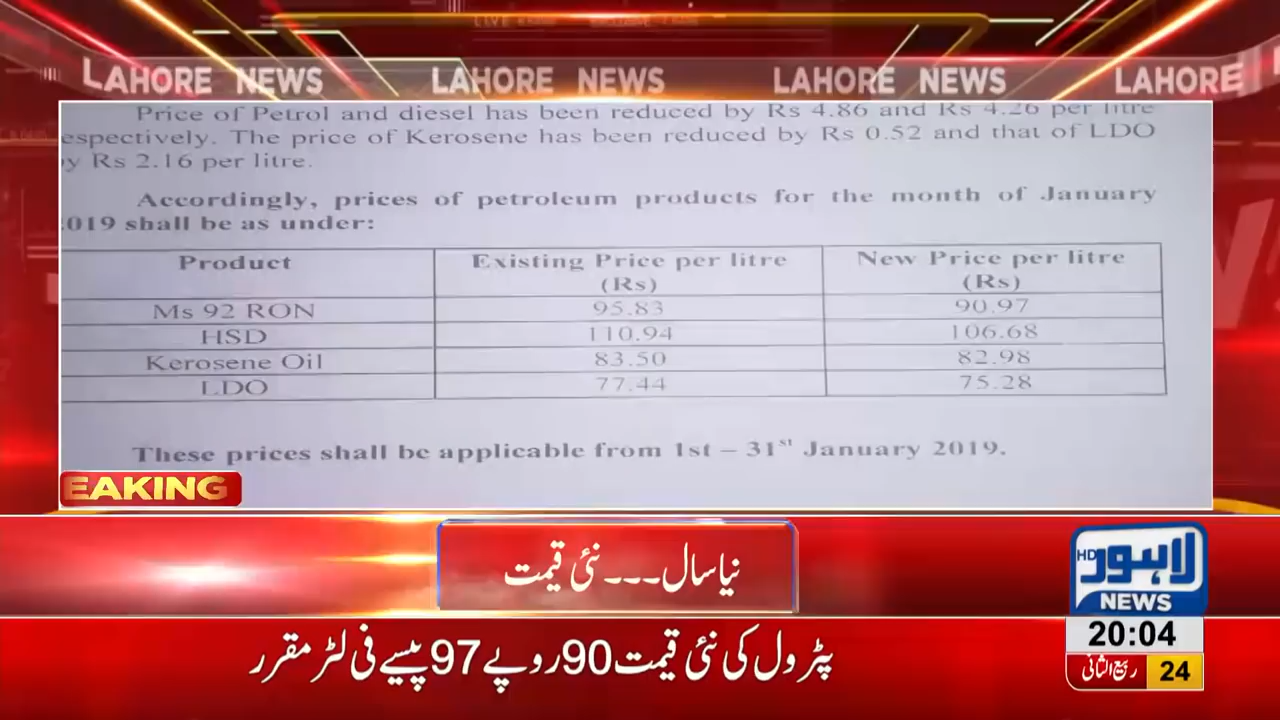 LAHORE NEWS LAHORE NEWS LAHORE NEWS LAHORE
Price of Petrol and diesel has been reduced by Rs 4.86 and Rs 4.26 per litre
espectively. The price of Kerosene has been reduced by Rs 0.52 and that of LDO
y Rs 2.16 per litre.
Accordingly, prices of petroleum products for the month of January
019 shall be as under:
Product Existing Price per litre (Rs) New Price per litre (Rs)
Ms 92 RON 95.83 90.97
HSD 110.94 106.68
Kerosene Oil 83.50 82.98
LDO 77.44 75.28
These prices shall be applicable from 1st – 31st January 2019.
EAKING
نیا سال ۔۔۔ نئی قیمت
پٹرول کی نئی قیمت 90 روپے 97 پیسے فی لٹر مقرر
لاہور HD
NEWS
20:04
24 ربیع الثانی